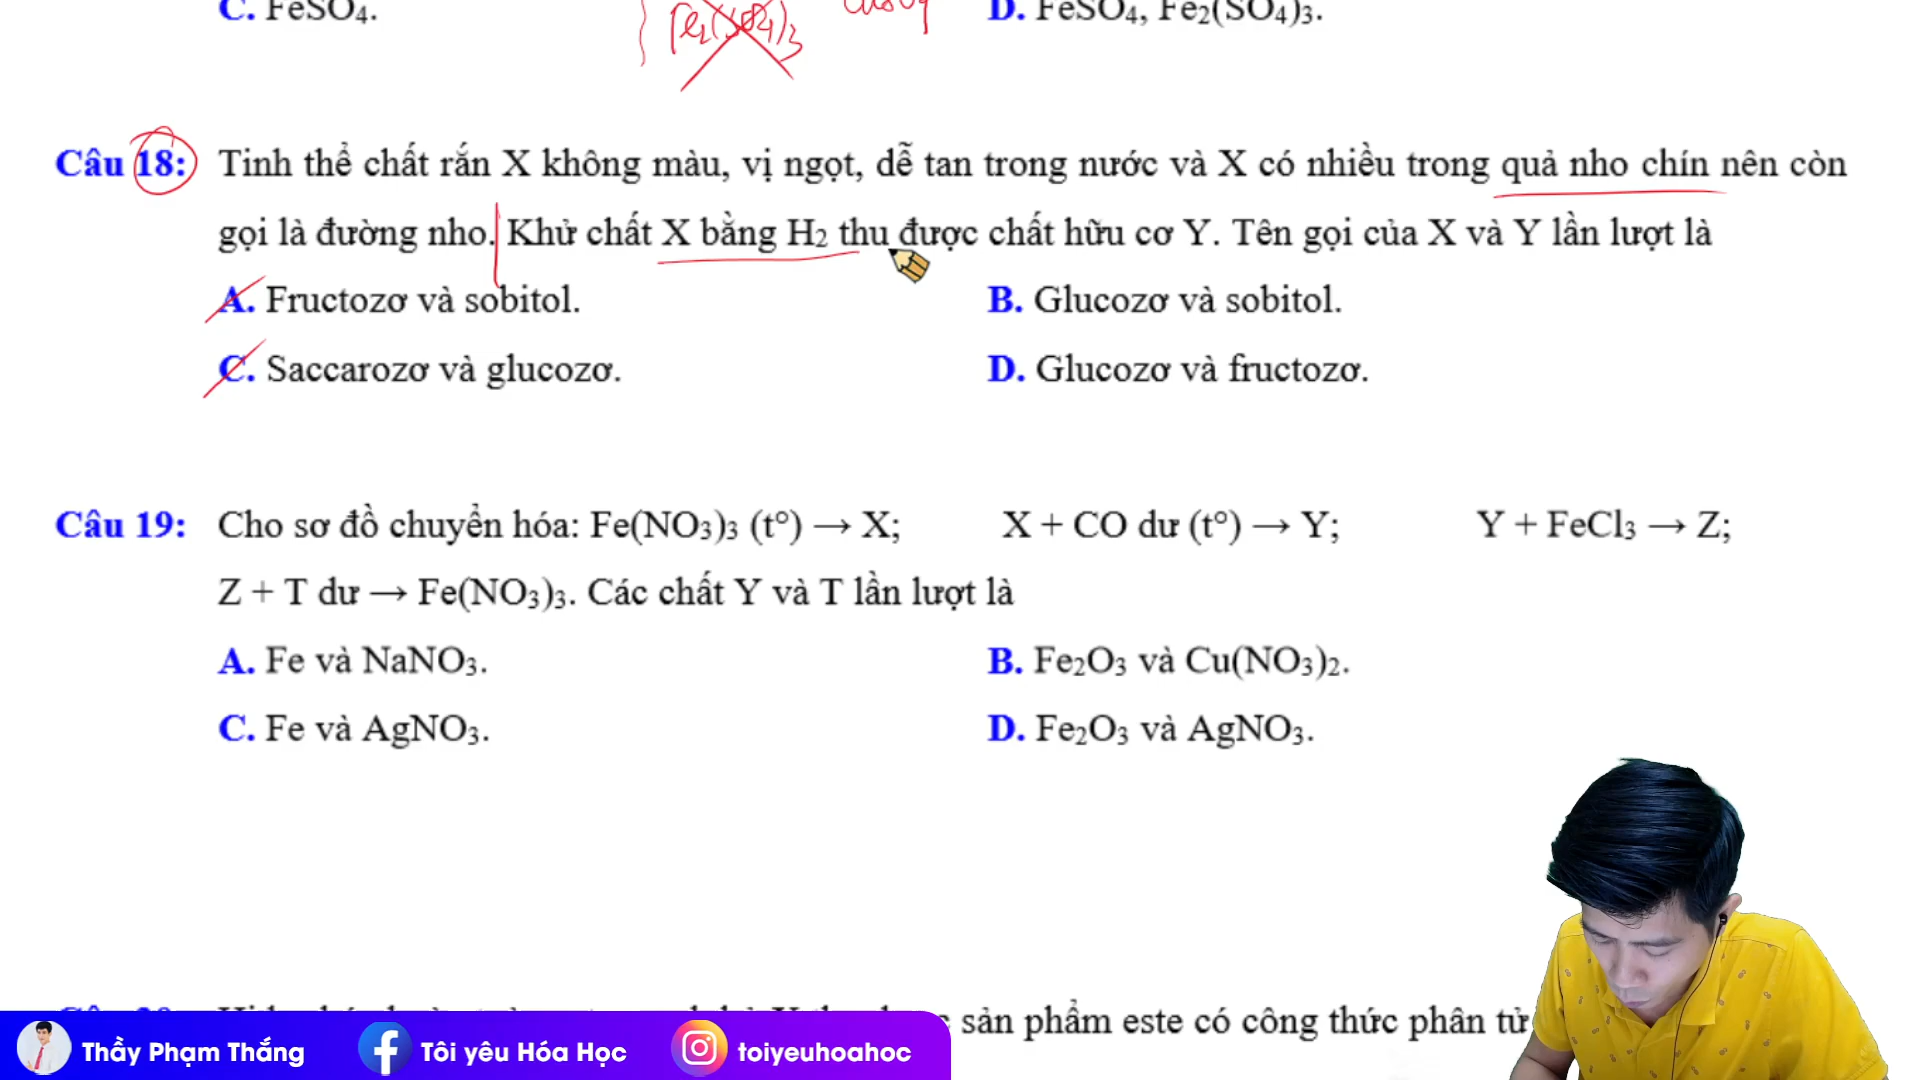 C. FeSO4.
D. FeSO4, Fe2(SO4)3.
Fe2(SO4)3
Câu 18: Tinh thể chất rắn X không màu, vị ngọt, dễ tan trong nước và X có nhiều trong quả nho chín nên còn
gọi là đường nho. Khử chất X bằng H2 thu được chất hữu cơ Y. Tên gọi của X và Y lần lượt là
A. Fructozơ và sobitol.
B. Glucozơ và sobitol.
C. Saccarozơ và glucozơ.
D. Glucozơ và fructozơ.
Câu 19: Cho sơ đồ chuyển hóa: Fe(NO3)3 (t°) → X; X + CO dư (t°) → Y; Y + FeCl3 → Z;
Z + T dư → Fe(NO3)3. Các chất Y và T lần lượt là
A. Fe và NaNO3.
B. Fe2O3 và Cu(NO3)2.
C. Fe và AgNO3.
D. Fe2O3 và AgNO3.
sản phẩm este có công thức phân tử
Thầy Phạm Thắng
Tôi yêu Hóa Học
toiyeuhoahoc